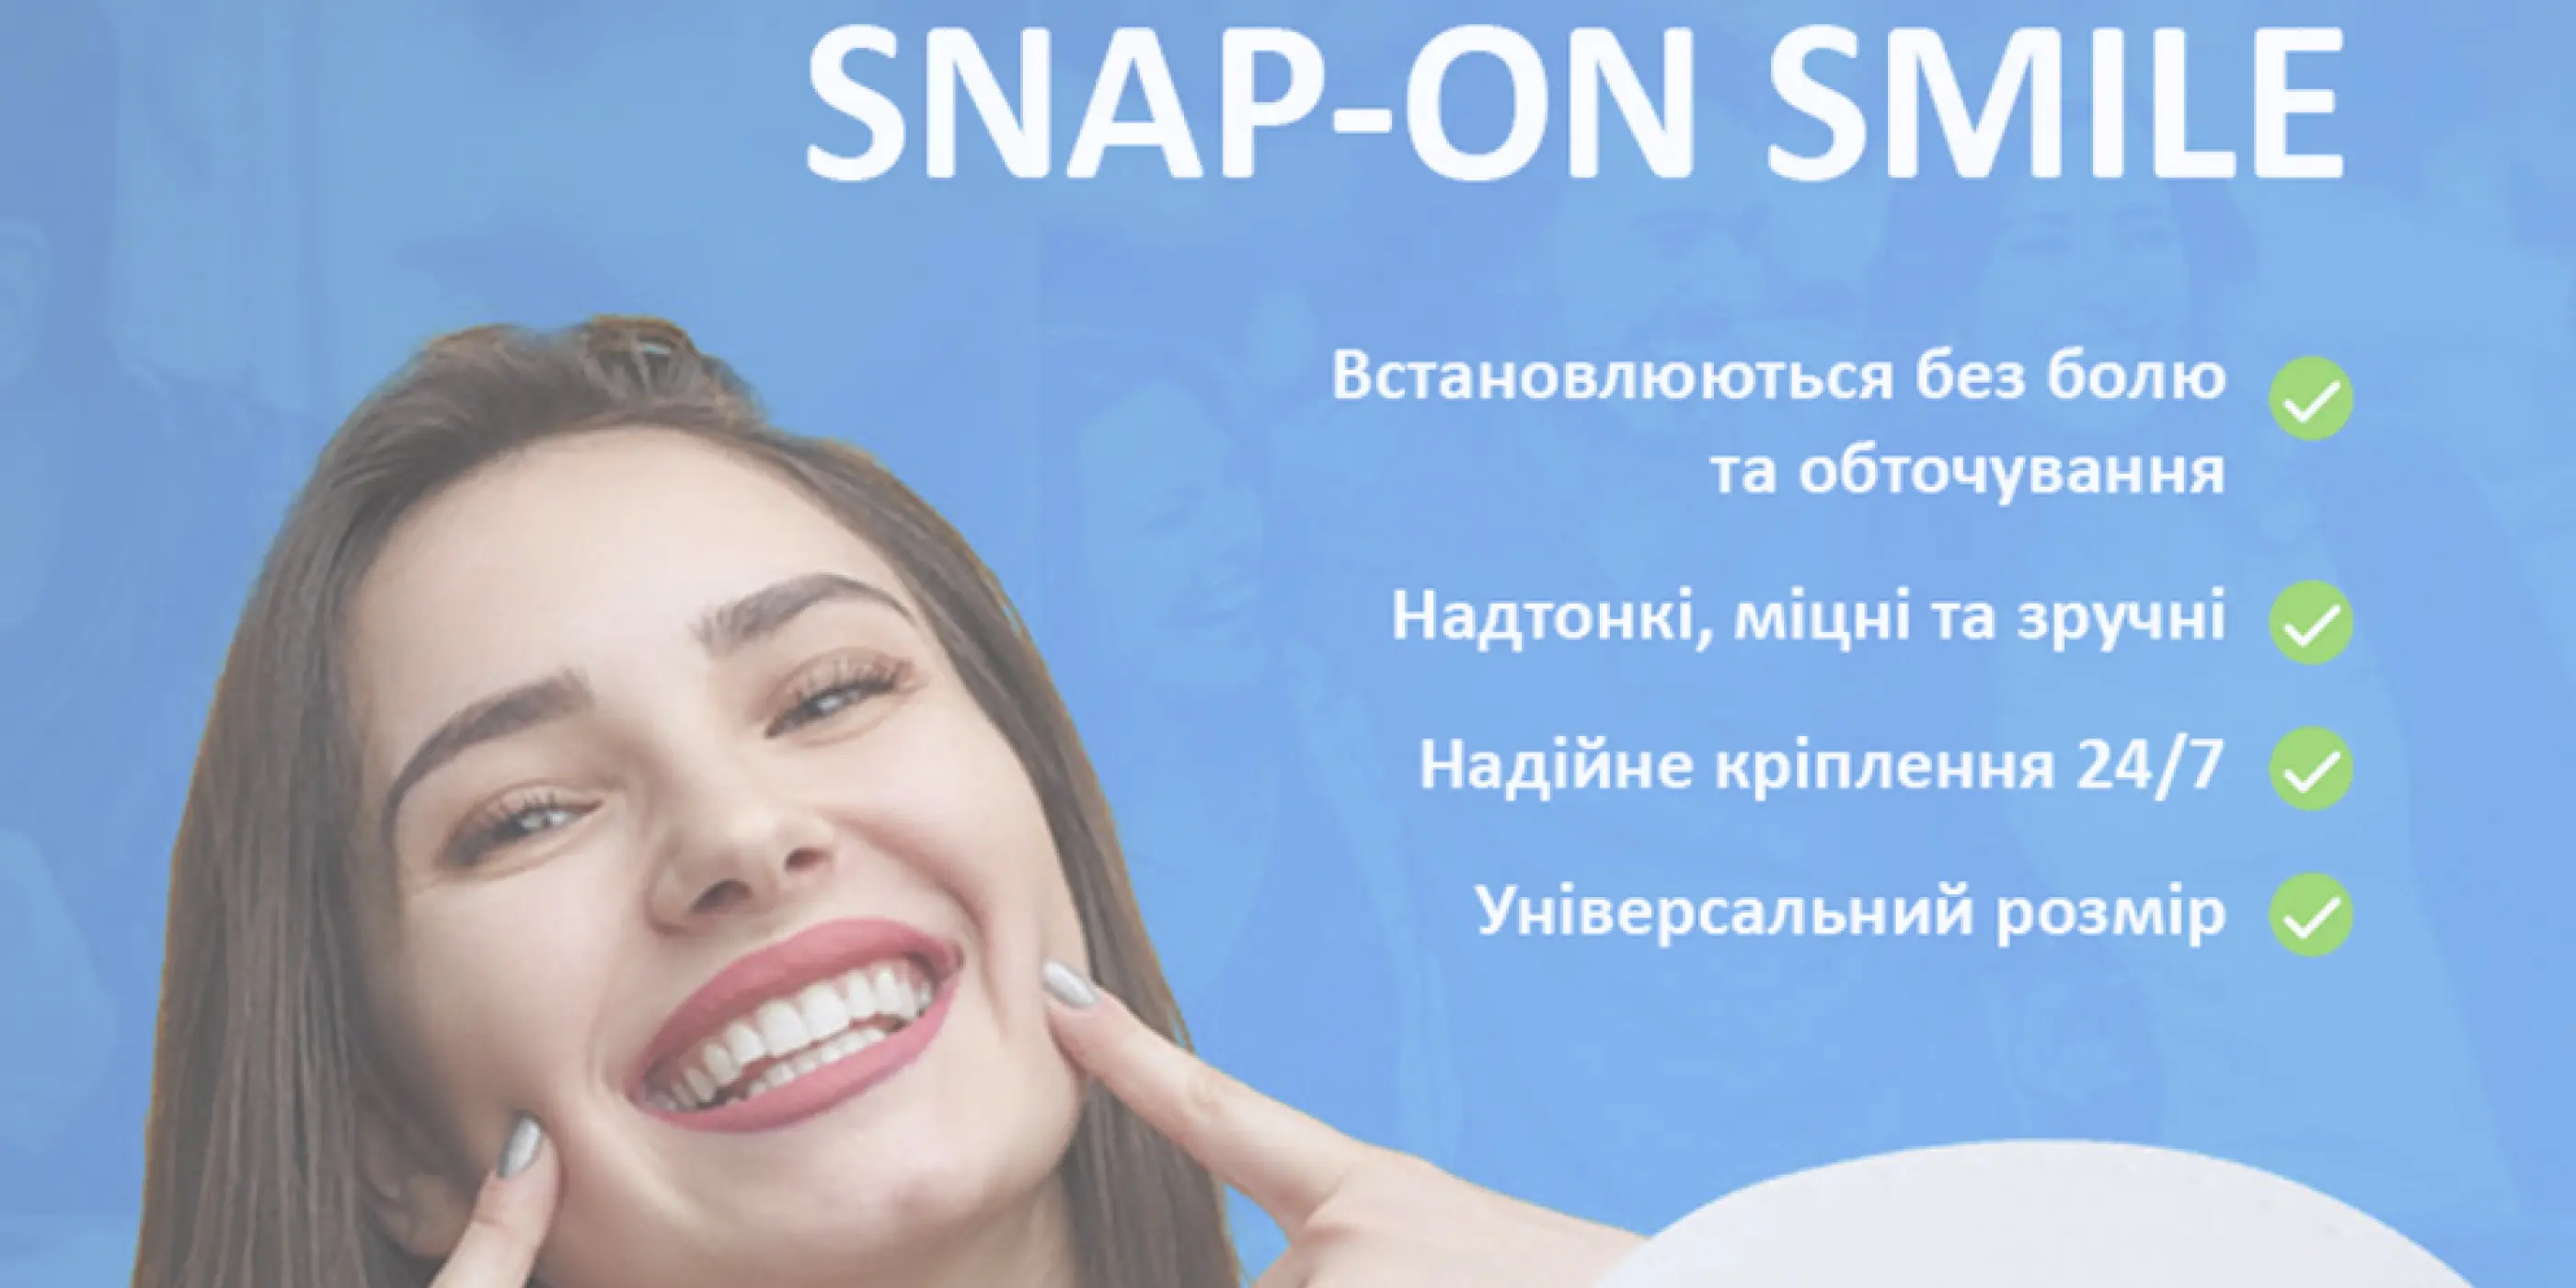 SNAP-ON SMILE
Встановлюються без болю
та обточування
Надтонкі, міцні та зручні
Надійне кріплення 24/7
Універсальний розмір